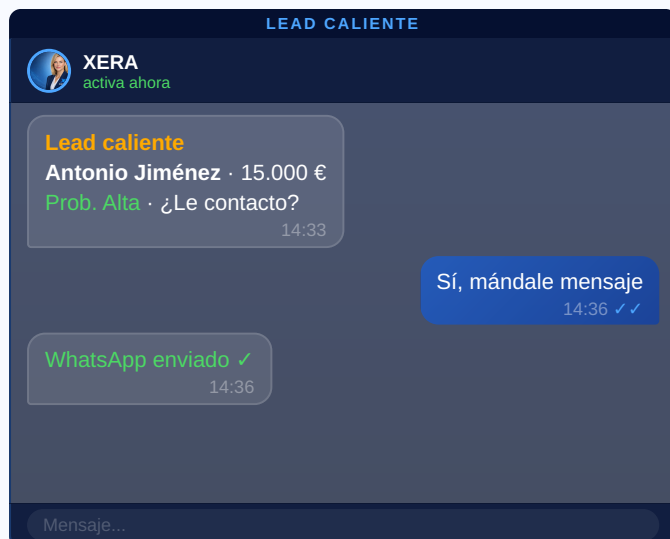 LEAD CALIENTE
XERA
activa ahora
Lead caliente
Antonio Jiménez · 15.000 €
Prob. Alta · ¿Le contacto?
14:33
Sí, mándale mensaje
14:36 ✓✓
WhatsApp enviado ✓
14:36
Mensaje...